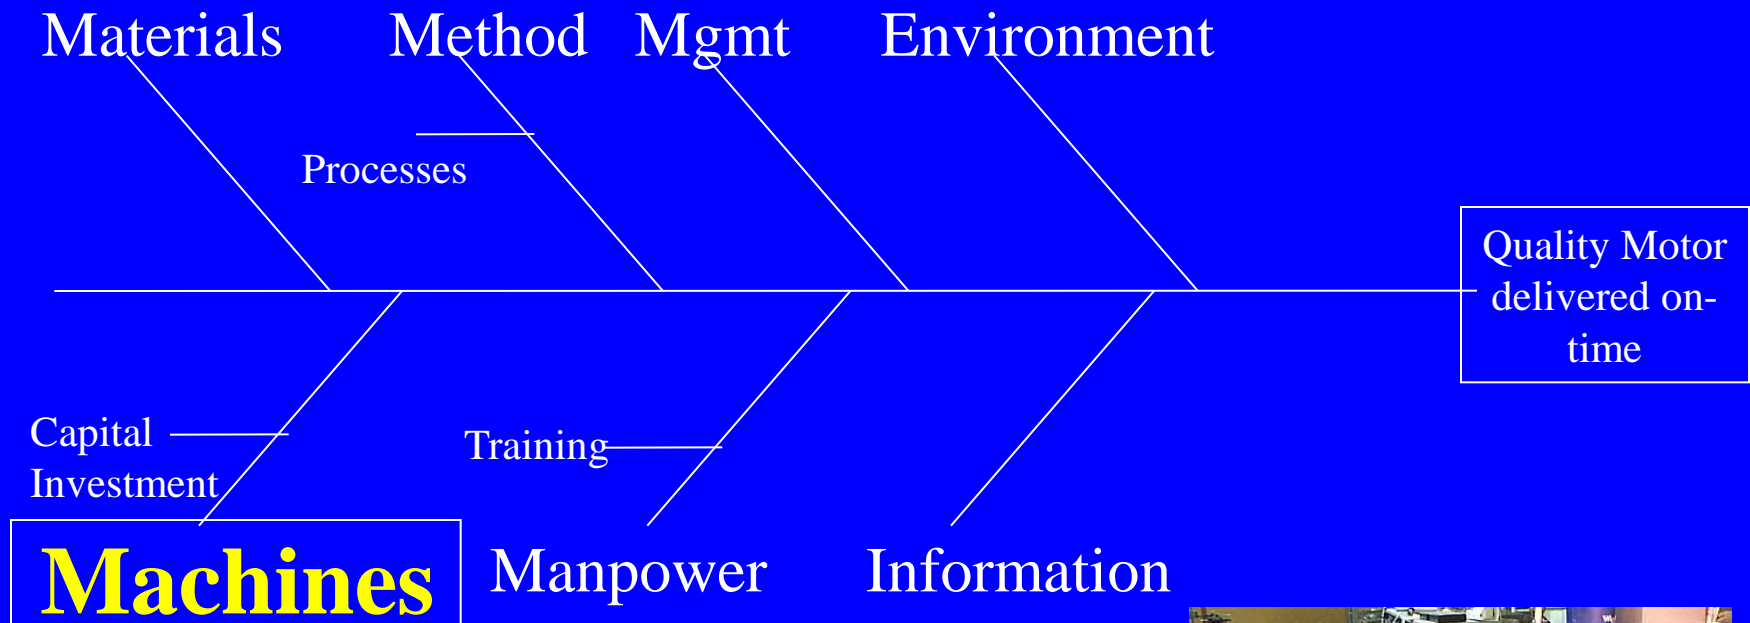 Materials
Method
Mgmt
Environment
Processes
Quality Motor
delivered on-
time
Capital
Investment
Training
Machines
Manpower
Information